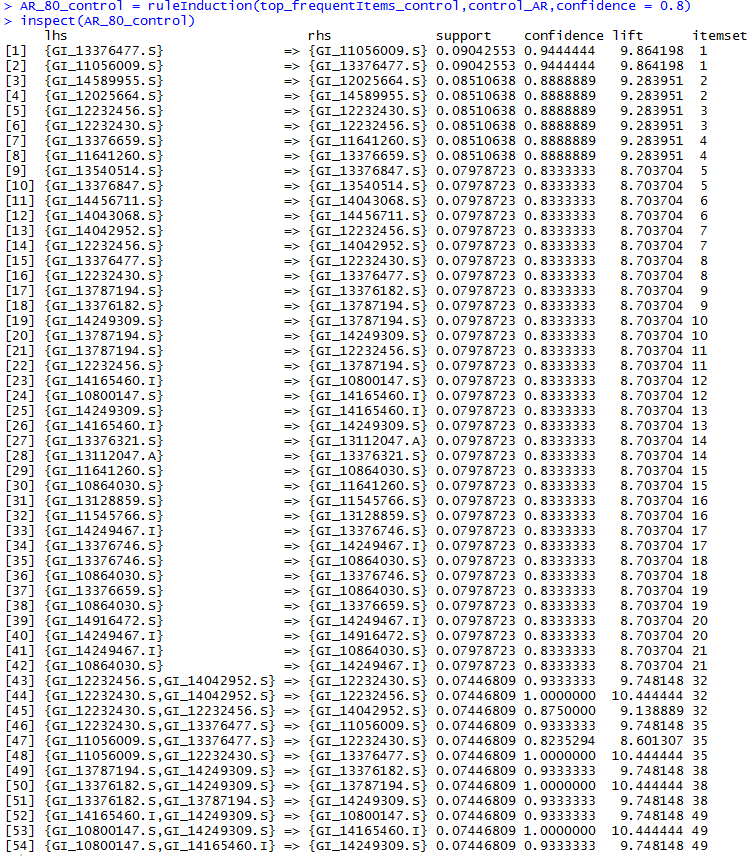 > AR_80_control = ruleInduction(top_frequentItems_control,control_AR,confidence = 0.8)
> inspect(AR_80_control)
lhs rhs support confidence lift itemset
[1] {GI_13376477.S} => {GI_11056009.S} 0.09042553 0.9444444 9.864198 1
[2] {GI_11056009.S} => {GI_13376477.S} 0.09042553 0.9444444 9.864198 1
[3] {GI_14589955.S} => {GI_12025664.S} 0.08510638 0.8888889 9.283951 2
[4] {GI_12025664.S} => {GI_14589955.S} 0.08510638 0.8888889 9.283951 2
[5] {GI_12232456.S} => {GI_12232430.S} 0.08510638 0.8888889 9.283951 3
[6] {GI_12232430.S} => {GI_12232456.S} 0.08510638 0.8888889 9.283951 3
[7] {GI_13376659.S} => {GI_11641260.S} 0.08510638 0.8888889 9.283951 4
[8] {GI_11641260.S} => {GI_13376659.S} 0.08510638 0.8888889 9.283951 4
[9] {GI_13540514.S} => {GI_13376847.S} 0.07978723 0.8333333 8.703704 5
[10] {GI_13376847.S} => {GI_13540514.S} 0.07978723 0.8333333 8.703704 5
[11] {GI_14456711.S} => {GI_14043068.S} 0.07978723 0.8333333 8.703704 6
[12] {GI_14043068.S} => {GI_14456711.S} 0.07978723 0.8333333 8.703704 6
[13] {GI_14042952.S} => {GI_12232456.S} 0.07978723 0.8333333 8.703704 7
[14] {GI_12232456.S} => {GI_14042952.S} 0.07978723 0.8333333 8.703704 7
[15] {GI_13376477.S} => {GI_12232430.S} 0.07978723 0.8333333 8.703704 8
[16] {GI_12232430.S} => {GI_13376477.S} 0.07978723 0.8333333 8.703704 8
[17] {GI_13787194.S} => {GI_13376182.S} 0.07978723 0.8333333 8.703704 9
[18] {GI_13376182.S} => {GI_13787194.S} 0.07978723 0.8333333 8.703704 9
[19] {GI_14249309.S} => {GI_13787194.S} 0.07978723 0.8333333 8.703704 10
[20] {GI_13787194.S} => {GI_14249309.S} 0.07978723 0.8333333 8.703704 10
[21] {GI_13787194.S} => {GI_12232456.S} 0.07978723 0.8333333 8.703704 11
[22] {GI_12232456.S} => {GI_13787194.S} 0.07978723 0.8333333 8.703704 11
[23] {GI_14165460.I} => {GI_10800147.S} 0.07978723 0.8333333 8.703704 12
[24] {GI_10800147.S} => {GI_14165460.I} 0.07978723 0.8333333 8.703704 12
[25] {GI_14249309.S} => {GI_14165460.I} 0.07978723 0.8333333 8.703704 13
[26] {GI_14165460.I} => {GI_14249309.S} 0.07978723 0.8333333 8.703704 13
[27] {GI_13376321.S} => {GI_13112047.A} 0.07978723 0.8333333 8.703704 14
[28] {GI_13112047.A} => {GI_13376321.S} 0.07978723 0.8333333 8.703704 14
[29] {GI_11641260.S} => {GI_10864030.S} 0.07978723 0.8333333 8.703704 15
[30] {GI_10864030.S} => {GI_11641260.S} 0.07978723 0.8333333 8.703704 15
[31] {GI_13128859.S} => {GI_11545766.S} 0.07978723 0.8333333 8.703704 16
[32] {GI_11545766.S} => {GI_13128859.S} 0.07978723 0.8333333 8.703704 16
[33] {GI_14249467.I} => {GI_13376746.S} 0.07978723 0.8333333 8.703704 17
[34] {GI_13376746.S} => {GI_14249467.I} 0.07978723 0.8333333 8.703704 17
[35] {GI_13376746.S} => {GI_10864030.S} 0.07978723 0.8333333 8.703704 18
[36] {GI_10864030.S} => {GI_13376746.S} 0.07978723 0.8333333 8.703704 18
[37] {GI_13376659.S} => {GI_10864030.S} 0.07978723 0.8333333 8.703704 19
[38] {GI_10864030.S} => {GI_13376659.S} 0.07978723 0.8333333 8.703704 19
[39] {GI_14916472.S} => {GI_14249467.I} 0.07978723 0.8333333 8.703704 20
[40] {GI_14249467.I} => {GI_14916472.S} 0.07978723 0.8333333 8.703704 20
[41] {GI_14249467.I} => {GI_10864030.S} 0.07978723 0.8333333 8.703704 21
[42] {GI_10864030.S} => {GI_14249467.I} 0.07978723 0.8333333 8.703704 21
[43] {GI_12232456.S,GI_14042952.S} => {GI_12232430.S} 0.07446809 0.9333333 9.748148 32
[44] {GI_12232430.S,GI_14042952.S} => {GI_12232456.S} 0.07446809 1.0000000 10.444444 32
[45] {GI_12232430.S,GI_12232456.S} => {GI_14042952.S} 0.07446809 0.8750000 9.138889 32
[46] {GI_12232430.S,GI_13376477.S} => {GI_11056009.S} 0.07446809 0.9333333 9.748148 35
[47] {GI_11056009.S,GI_13376477.S} => {GI_12232430.S} 0.07446809 0.8235294 8.601307 35
[48] {GI_11056009.S,GI_12232430.S} => {GI_13376477.S} 0.07446809 1.0000000 10.444444 35
[49] {GI_13787194.S,GI_14249309.S} => {GI_13376182.S} 0.07446809 0.9333333 9.748148 38
[50] {GI_13376182.S,GI_14249309.S} => {GI_13787194.S} 0.07446809 1.0000000 10.444444 38
[51] {GI_13376182.S,GI_13787194.S} => {GI_14249309.S} 0.07446809 0.9333333 9.748148 38
[52] {GI_14165460.I,GI_14249309.S} => {GI_10800147.S} 0.07446809 0.9333333 9.748148 49
[53] {GI_10800147.S,GI_14249309.S} => {GI_14165460.I} 0.07446809 1.0000000 10.444444 49
[54] {GI_10800147.S,GI_14165460.I} => {GI_14249309.S} 0.07446809 0.9333333 9.748148 49